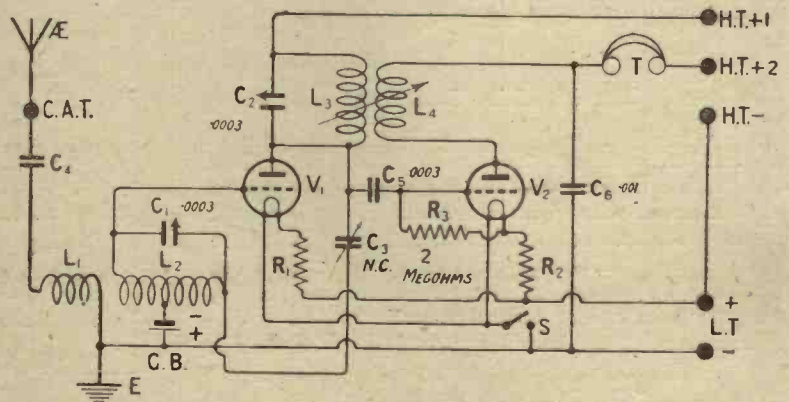 Æ
C.A.T.
C₄
L₁
E
C₁ ·0003
L₂
- +
G.B.
C₂
·0003
L₃
L₄
V₁
R₁
C₅ ·0003
C₃
N.C.
R₃
2
MEGOHMS
V₂
R₂
S
C₆ ·001
T
H.T.+1
H.T.+2
H.T.-
+
L.T
-